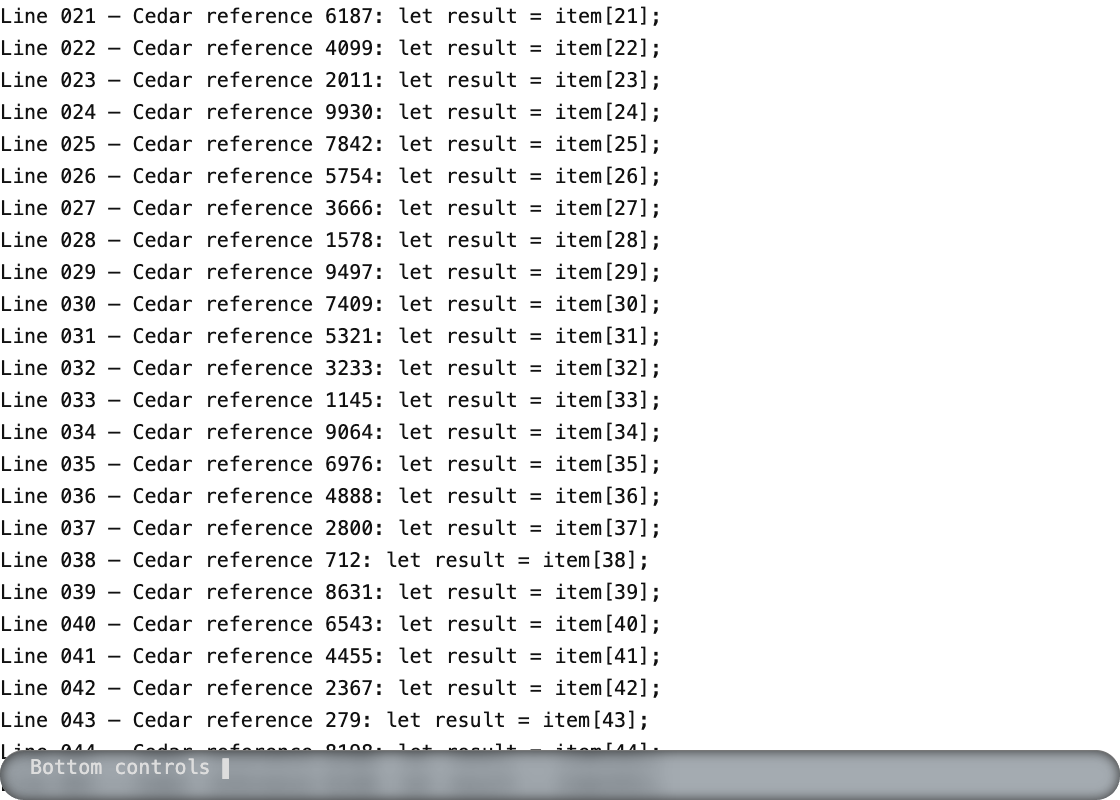 Line 021 – Cedar reference 6187: let result = item[21];
Line 022 – Cedar reference 4099: let result = item[22];
Line 023 – Cedar reference 2011: let result = item[23];
Line 024 – Cedar reference 9930: let result = item[24];
Line 025 – Cedar reference 7842: let result = item[25];
Line 026 – Cedar reference 5754: let result = item[26];
Line 027 – Cedar reference 3666: let result = item[27];
Line 028 – Cedar reference 1578: let result = item[28];
Line 029 – Cedar reference 9497: let result = item[29];
Line 030 – Cedar reference 7409: let result = item[30];
Line 031 – Cedar reference 5321: let result = item[31];
Line 032 – Cedar reference 3233: let result = item[32];
Line 033 – Cedar reference 1145: let result = item[33];
Line 034 – Cedar reference 9064: let result = item[34];
Line 035 – Cedar reference 6976: let result = item[35];
Line 036 – Cedar reference 4888: let result = item[36];
Line 037 – Cedar reference 2800: let result = item[37];
Line 038 – Cedar reference 712: let result = item[38];
Line 039 – Cedar reference 8631: let result = item[39];
Line 040 – Cedar reference 6543: let result = item[40];
Line 041 – Cedar reference 4455: let result = item[41];
Line 042 – Cedar reference 2367: let result = item[42];
Line 043 – Cedar reference 279: let result = item[43];
Bottom controls